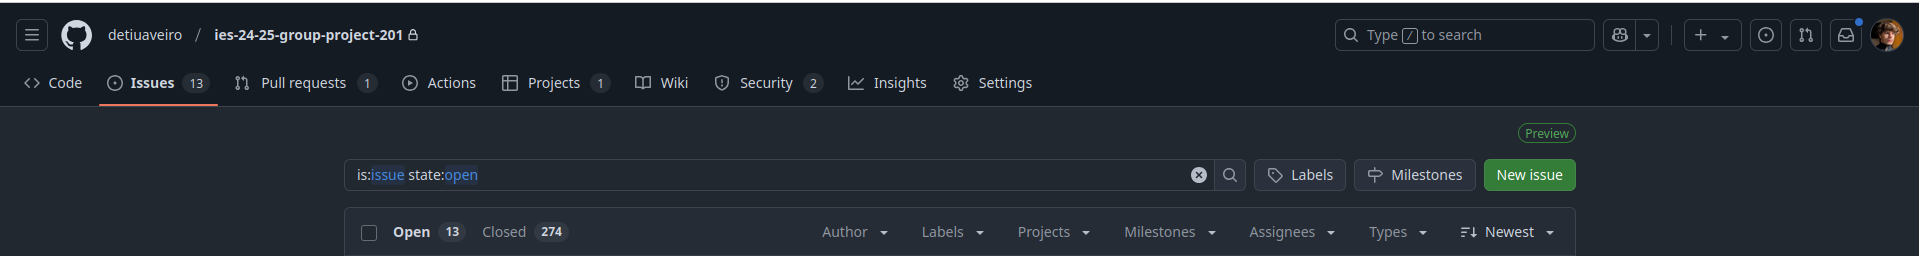 detiuaveiro / ies-24-25-group-project-201 Type / to search
Code Issues 13 Pull requests 1 Actions Projects 1 Wiki Security 2 Insights Settings
Preview
is:issue state:open Labels Milestones New issue
Open 13 Closed 274 Author Labels Projects Milestones Assignees Types Newest